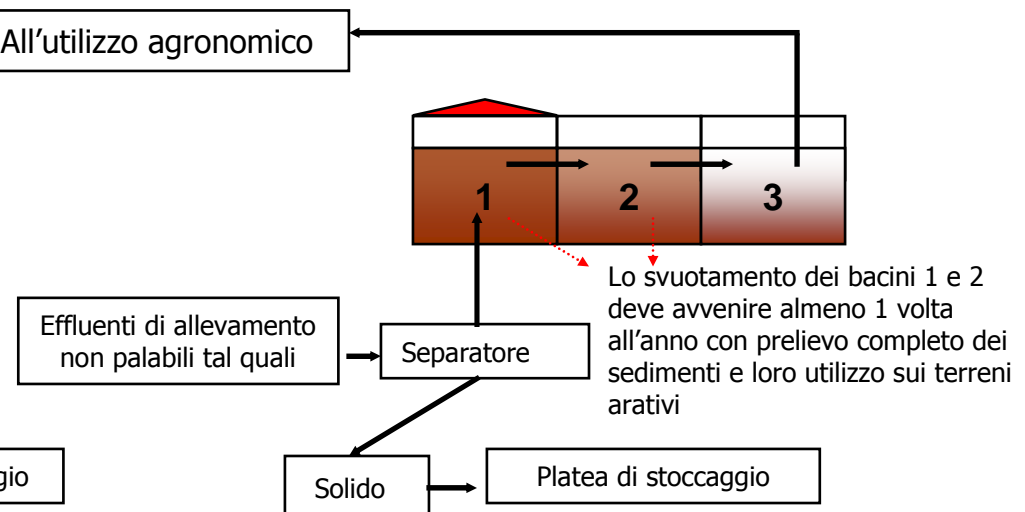 All’utilizzo agronomico
1 2 3
Lo svuotamento dei bacini 1 e 2
deve avvenire almeno 1 volta
all’anno con prelievo completo dei
sedimenti e loro utilizzo sui terreni
arativi
Effluenti di allevamento
non palabili tal quali
Separatore
gio
Solido
Platea di stoccaggio